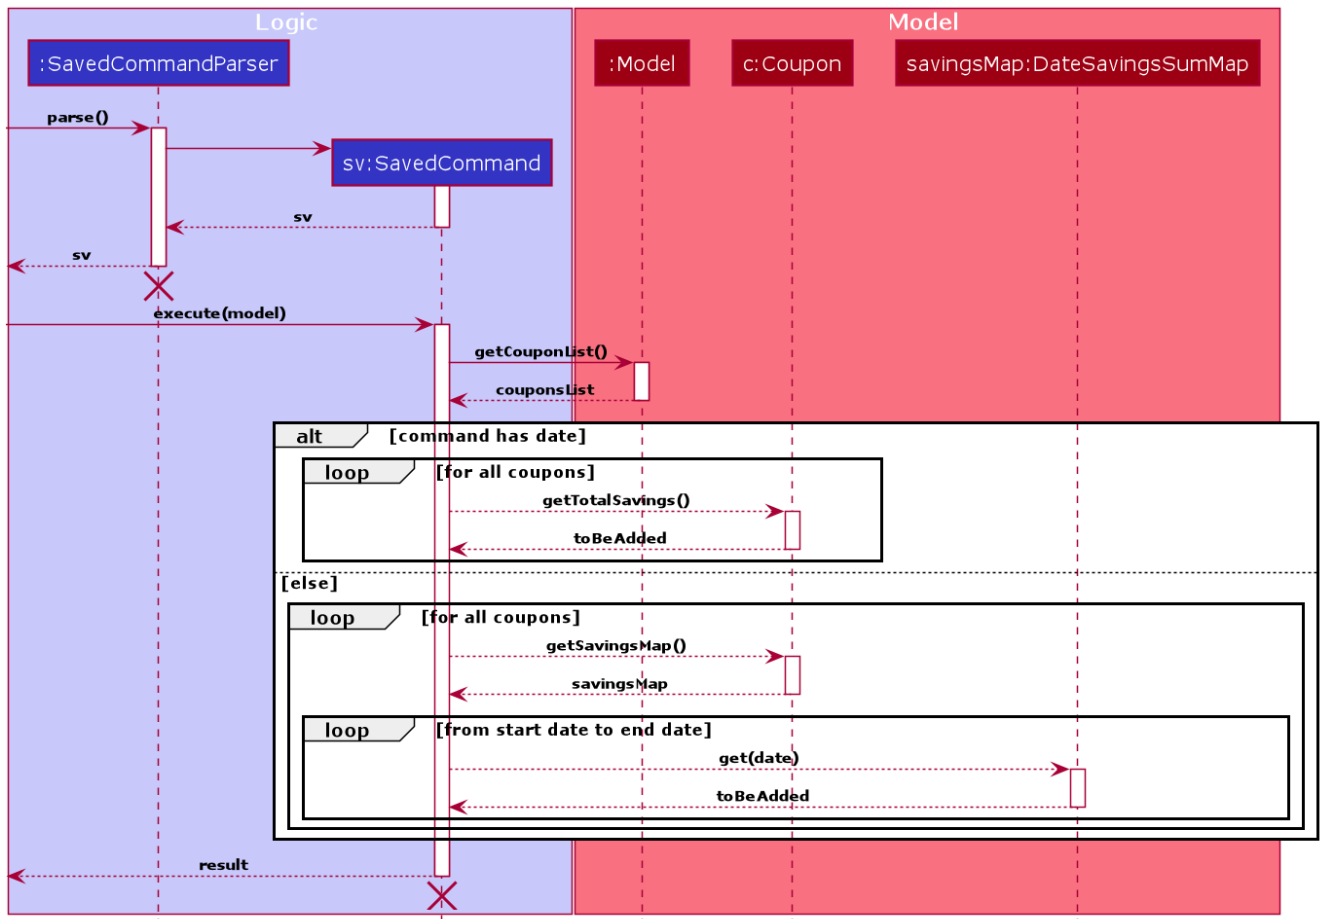 Logic
Model
:SavedCommandParser
:Model
c:Coupon
savingsMap:DateSavingsSumMap
parse()
sv:SavedCommand
sv
sv
execute(model)
getCouponList()
couponsList
alt
[command has date]
loop
[for all coupons]
getTotalSavings()
toBeAdded
[else]
loop
[for all coupons]
getSavingsMap()
savingsMap
loop
[from start date to end date]
get(date)
toBeAdded
result